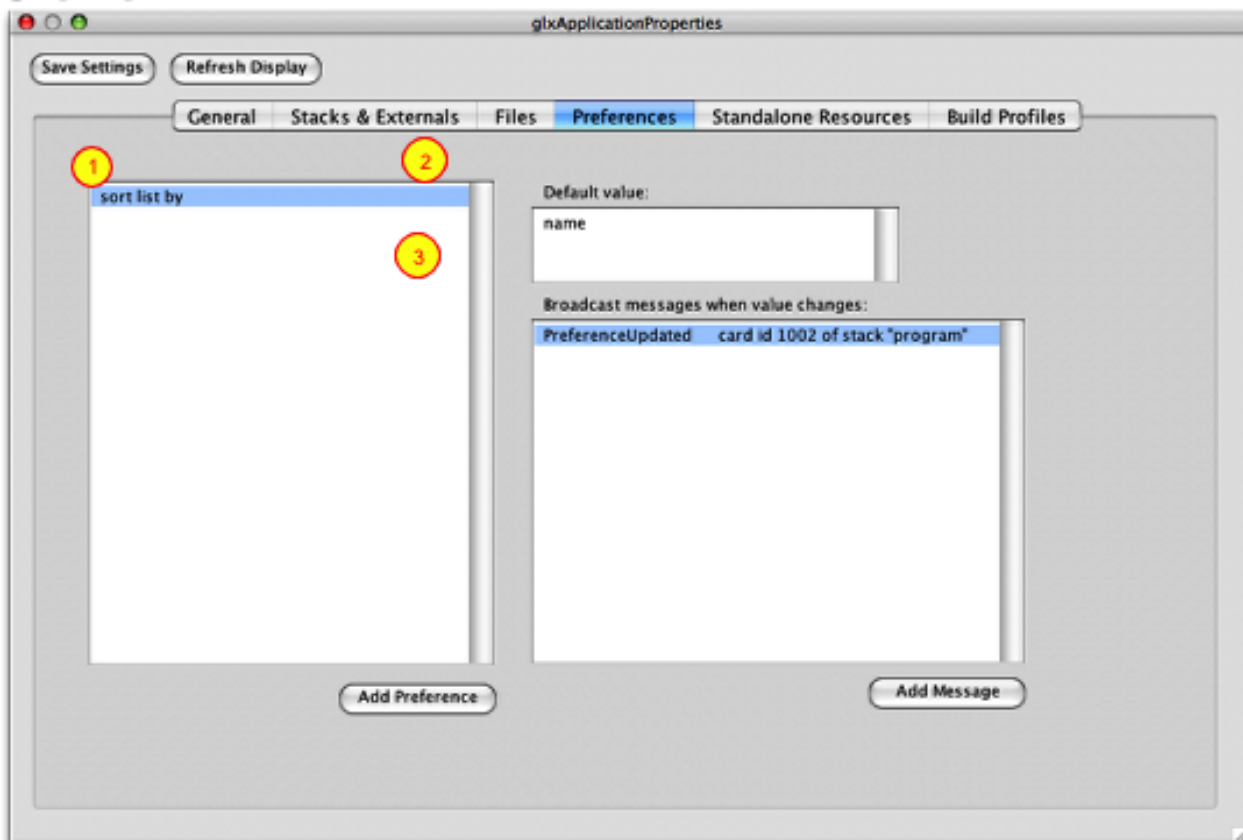 glxApplicationProperties
Save Settings Refresh Display
General Stacks & Externals Files Preferences Standalone Resources Build Profiles
1 2
sort list by
3
Default value:
name
Broadcast messages when value changes:
PreferenceUpdated card id 1002 of stack "program"
Add Preference Add Message